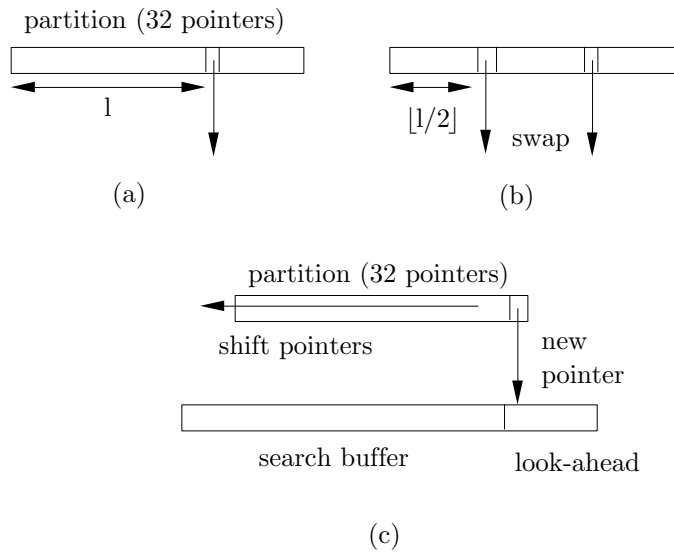 partition (32 pointers)
l
⌊l/2⌋
swap
(a)
(b)
partition (32 pointers)
shift pointers
new
pointer
search buffer
look-ahead
(c)